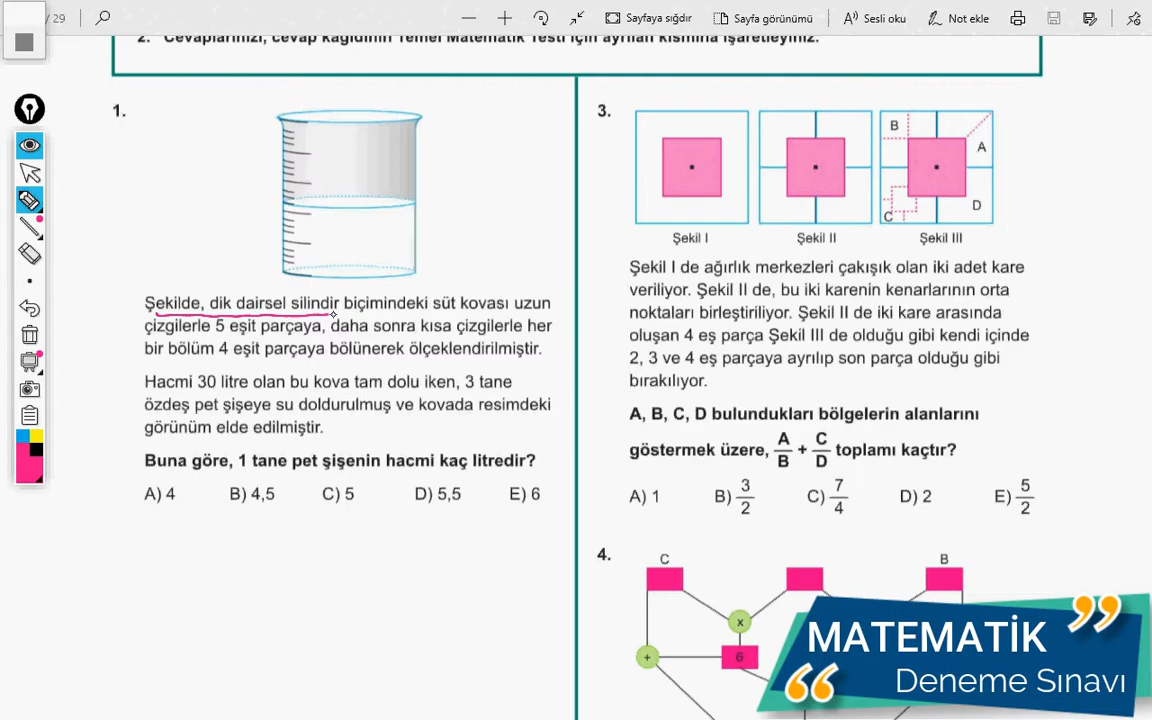 / 29
Sayfaya sığdır
Sayfa görünümü
Sesli oku
Not ekle
2. Cevaplarınızı, cevap kağıdının Temel Matematik Testi için ayrılan kısmına işaretleyiniz.
1.
Şekilde, dik dairsel silindir biçimindeki süt kovası uzun
çizgilerle 5 eşit parçaya, daha sonra kısa çizgilerle her
bir bölüm 4 eşit parçaya bölünerek ölçeklendirilmiştir.
Hacmi 30 litre olan bu kova tam dolu iken, 3 tane
özdeş pet şişeye su doldurulmuş ve kovada resimdeki
görünüm elde edilmiştir.
Buna göre, 1 tane pet şişenin hacmi kaç litredir?
A) 4 B) 4,5 C) 5 D) 5,5 E) 6
3.
B
A
C
D
Şekil I Şekil II Şekil III
Şekil I de ağırlık merkezleri çakışık olan iki adet kare
veriliyor. Şekil II de, bu iki karenin kenarlarının orta
noktaları birleştiriliyor. Şekil II de iki kare arasında
oluşan 4 eş parça Şekil III de olduğu gibi kendi içinde
2, 3 ve 4 eş parçaya ayrılıp son parça olduğu gibi
bırakılıyor.
A, B, C, D bulundukları bölgelerin alanlarını
göstermek üzere, A/B + C/D toplamı kaçtır?
A) 1 B) 3/2 C) 7/4 D) 2 E) 5/2
4.
C B
x
+ 6
MATEMATİK
Deneme Sınavı